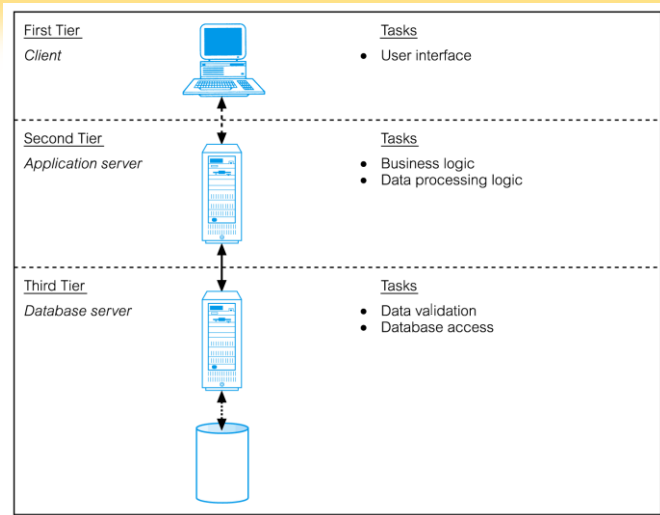 First Tier
Client
Tasks
● User interface
Second Tier
Application server
Tasks
● Business logic
● Data processing logic
Third Tier
Database server
Tasks
● Data validation
● Database access